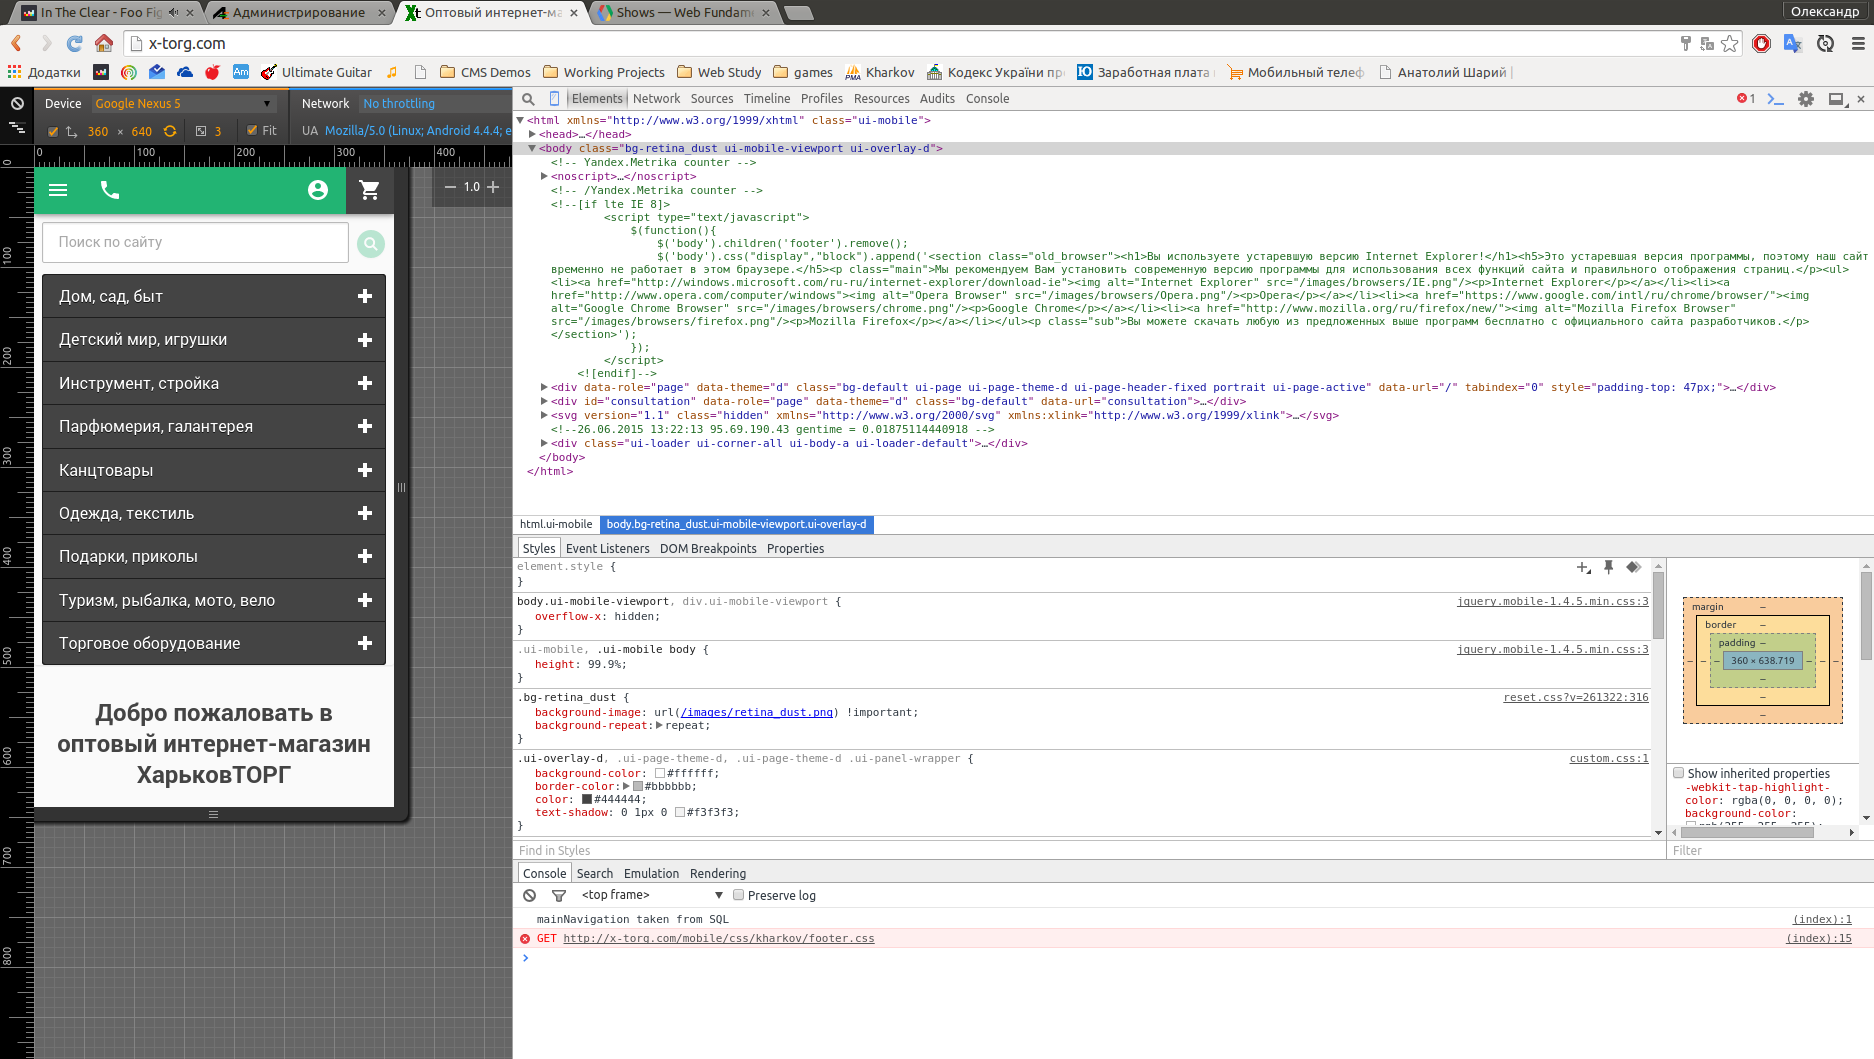 In The Clear - Foo Fig
Администрирование
Оптовый интернет-ма
Shows — Web Fundam
Олександр
x-torg.com
Додатки
Ultimate Guitar
CMS Demos
Working Projects
Web Study
games
Kharkov
Кодекс України пр
Заработная плата
Мобильный телеф
Анатолий Шарий
Device Google Nexus 5
Network No throttling
360 × 640 3 Fit
UA Mozilla/5.0 (Linux; Android 4.4.4; e
0 100 200 300 400
1.0
Поиск по сайту
Дом, сад, быт
Детский мир, игрушки
Инструмент, стройка
Парфюмерия, галантерея
Канцтовары
Одежда, текстиль
Подарки, приколы
Туризм, рыбалка, мото, вело
Торговое оборудование
Добро пожаловать в
оптовый интернет-магазин
ХарьковТОРГ
0
100
200
300
400
500
600
700
800
Elements Network Sources Timeline Profiles Resources Audits Console
1
<html xmlns="http://www.w3.org/1999/xhtml" class="ui-mobile">
<head>…</head>
<body class="bg-retina_dust ui-mobile-viewport ui-overlay-d">
<!-- Yandex.Metrika counter -->
<noscript>…</noscript>
<!-- /Yandex.Metrika counter -->
<!--[if lte IE 8]>
<script type="text/javascript">
$(function(){
$('body').children('footer').remove();
$('body').css("display","block").append('<section class="old_browser"><h1>Вы используете устаревшую версию Internet Explorer!</h1><h5>Это устаревшая версия программы, поэтому наш сайт
временно не работает в этом браузере.</h5><p class="main">Мы рекомендуем Вам установить современную версию программы для использования всех функций сайта и правильного отображения страниц.</p><ul>
<li><a href="http://windows.microsoft.com/ru-ru/internet-explorer/download-ie"><img alt="Internet Explorer" src="/images/browsers/IE.png"/><p>Internet Explorer</p></a></li><li><a
href="http://www.opera.com/computer/windows"><img alt="Opera Browser" src="/images/browsers/Opera.png"/><p>Opera</p></a></li><li><a href="https://www.google.com/intl/ru/chrome/browser/"><img
alt="Google Chrome Browser" src="/images/browsers/chrome.png"/><p>Google Chrome</p></a></li><li><a href="http://www.mozilla.org/ru/firefox/new/"><img alt="Mozilla Firefox Browser"
src="/images/browsers/firefox.png"/><p>Mozilla Firefox</p></a></li></ul><p class="sub">Вы можете скачать любую из предложенных выше программ бесплатно с официального сайта разработчиков.</p>
</section>');
});
</script>
<![endif]-->
<div data-role="page" data-theme="d" class="bg-default ui-page ui-page-theme-d ui-page-header-fixed portrait ui-page-active" data-url="/" tabindex="0" style="padding-top: 47px;">…</div>
<div id="consultation" data-role="page" data-theme="d" class="bg-default" data-url="consultation">…</div>
<svg version="1.1" class="hidden" xmlns="http://www.w3.org/2000/svg" xmlns:xlink="http://www.w3.org/1999/xlink">…</svg>
<!--26.06.2015 13:22:13 95.69.190.43 gentime = 0.01875114440918 -->
<div class="ui-loader ui-corner-all ui-body-a ui-loader-default">…</div>
</body>
</html>
html.ui-mobile body.bg-retina_dust.ui-mobile-viewport.ui-overlay-d
Styles Event Listeners DOM Breakpoints Properties
element.style {
}
body.ui-mobile-viewport, div.ui-mobile-viewport { jquery.mobile-1.4.5.min.css:3
overflow-x: hidden;
}
.ui-mobile, .ui-mobile body { jquery.mobile-1.4.5.min.css:3
height: 99.9%;
}
.bg-retina_dust { reset.css?v=261322:316
background-image: url(/images/retina_dust.png) !important;
background-repeat: repeat;
}
.ui-overlay-d, .ui-page-theme-d, .ui-page-theme-d .ui-panel-wrapper { custom.css:1
background-color: #ffffff;
border-color: #bbbbbb;
color: #444444;
text-shadow: 0 1px 0 #f3f3f3;
}
Find in Styles
margin –
border –
padding –
– – – 360 × 638.719 – – –
–
–
–
Show inherited properties
-webkit-tap-highlight-
color: rgba(0, 0, 0, 0);
background-color:
rgb(255, 255, 255);
Filter
Console Search Emulation Rendering
<top frame> Preserve log
mainNavigation taken from SQL (index):1
GET http://x-torg.com/mobile/css/kharkov/footer.css (index):15